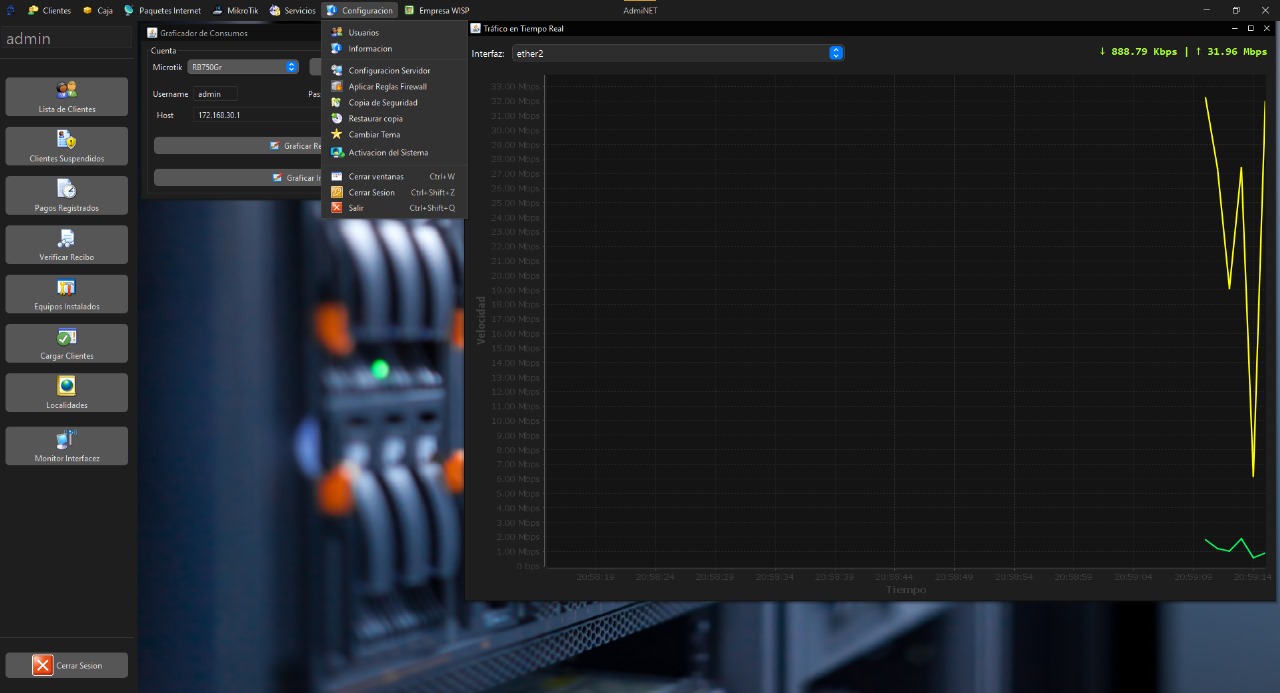 Clientes Caja Paquetes Internet MikroTik Servicios Configuracion Empresa WISP AdmiNET
admin
Lista de Clientes
Clientes Suspendidos
Pagos Registrados
Verificar Recibo
Equipos Instalados
Cargar Clientes
Localidades
Monitor Interfacez
Cerrar Sesion
Graficador de Consumos
Cuenta
Microtik RB750Gr
Username admin
Host 172.168.30.1
Graficar
Graficar
Usuarios
Informacion
Configuracion Servidor
Aplicar Reglas Firewall
Copia de Seguridad
Restaurar copia
Cambiar Tema
Activacion del Sistema
Cerrar ventanas Ctrl+W
Cerrar Sesion Ctrl+Shift+Z
Salir Ctrl+Shift+Q
Tráfico en Tiempo Real
Interfaz: ether2
↓ 888.79 Kbps | ↑ 31.96 Mbps
33.00 Mbps
32.00 Mbps
31.00 Mbps
30.00 Mbps
29.00 Mbps
28.00 Mbps
27.00 Mbps
26.00 Mbps
25.00 Mbps
24.00 Mbps
23.00 Mbps
22.00 Mbps
21.00 Mbps
20.00 Mbps
19.00 Mbps
18.00 Mbps
17.00 Mbps
16.00 Mbps
15.00 Mbps
14.00 Mbps
13.00 Mbps
12.00 Mbps
11.00 Mbps
10.00 Mbps
9.00 Mbps
8.00 Mbps
7.00 Mbps
6.00 Mbps
5.00 Mbps
4.00 Mbps
3.00 Mbps
2.00 Mbps
1.00 Mbps
0 bps
Velocidad
20:58:19 20:58:24 20:58:29 20:58:34 20:58:39 20:58:44 20:58:49 20:58:54 20:58:59 20:59:04 20:59:09 20:59:14
Tiempo